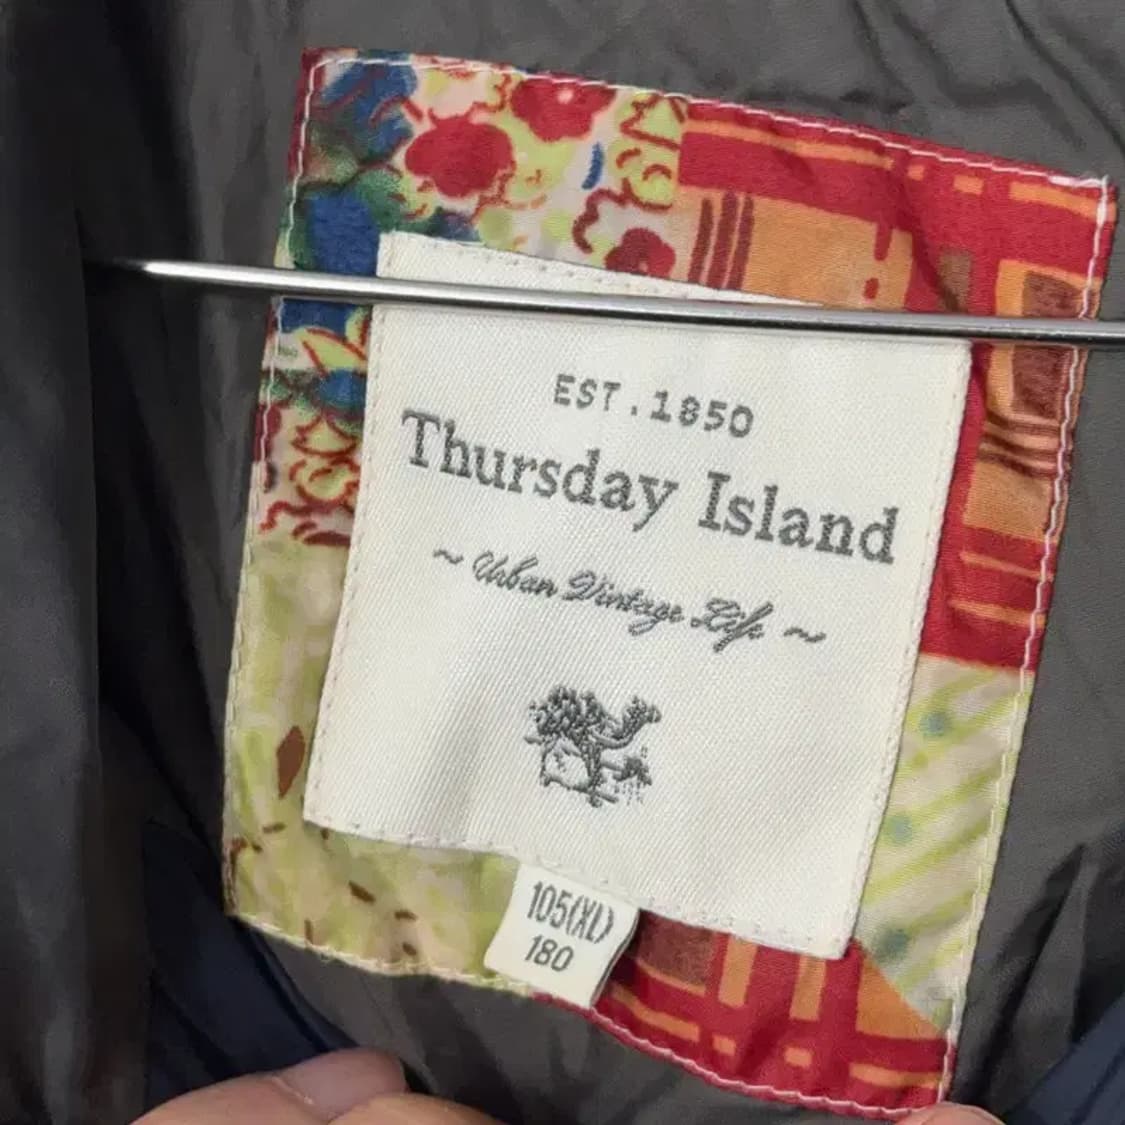 EST.1850
Thursday Island
~ Urban Vintage Life ~
105(XL)
180